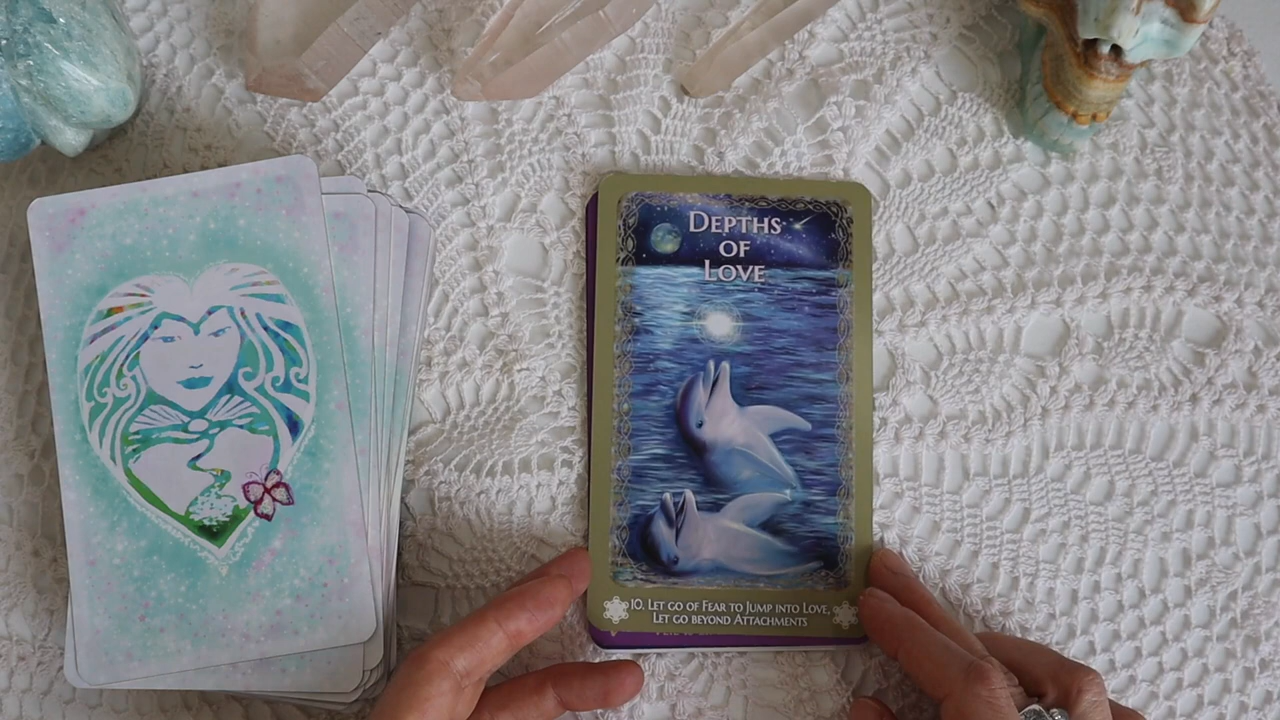 DEPTHS
OF
LOVE
10. LET GO OF FEAR TO JUMP INTO LOVE,
LET GO BEYOND ATTACHMENTS